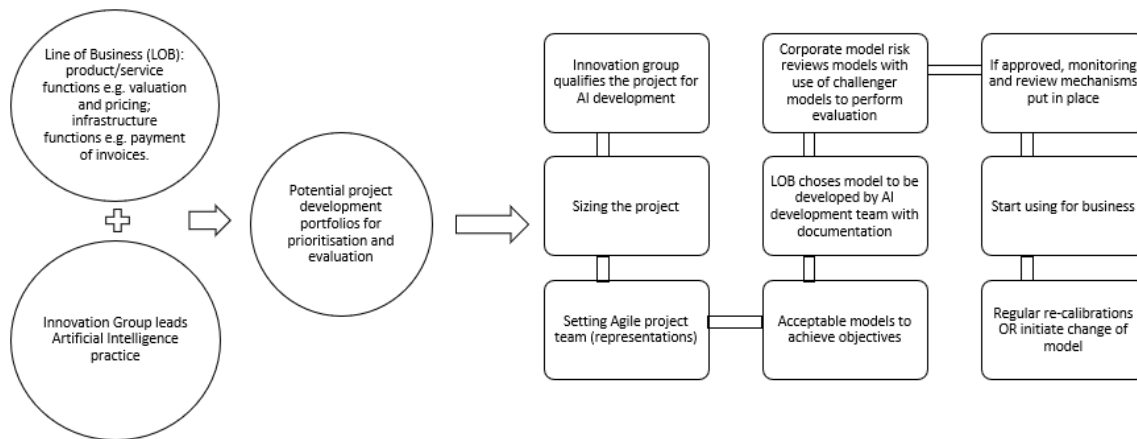 Line of Business (LOB):
product/service
functions e.g. valuation
and pricing;
infrastructure
functions e.g. payment
of invoices.
Innovation Group leads
Artificial Intelligence
practice
Potential project
development
portfolios for
prioritisation and
evaluation
Innovation group
qualifies the project for
AI development
Sizing the project
Setting Agile project
team (representations)
Acceptable models to
achieve objectives
LOB choses model to be
developed by AI
development team with
documentation
Corporate model risk
reviews models with
use of challenger
models to perform
evaluation
If approved, monitoring
and review mechanisms
put in place
Start using for business
Regular re-calibrations
OR initiate change of
model